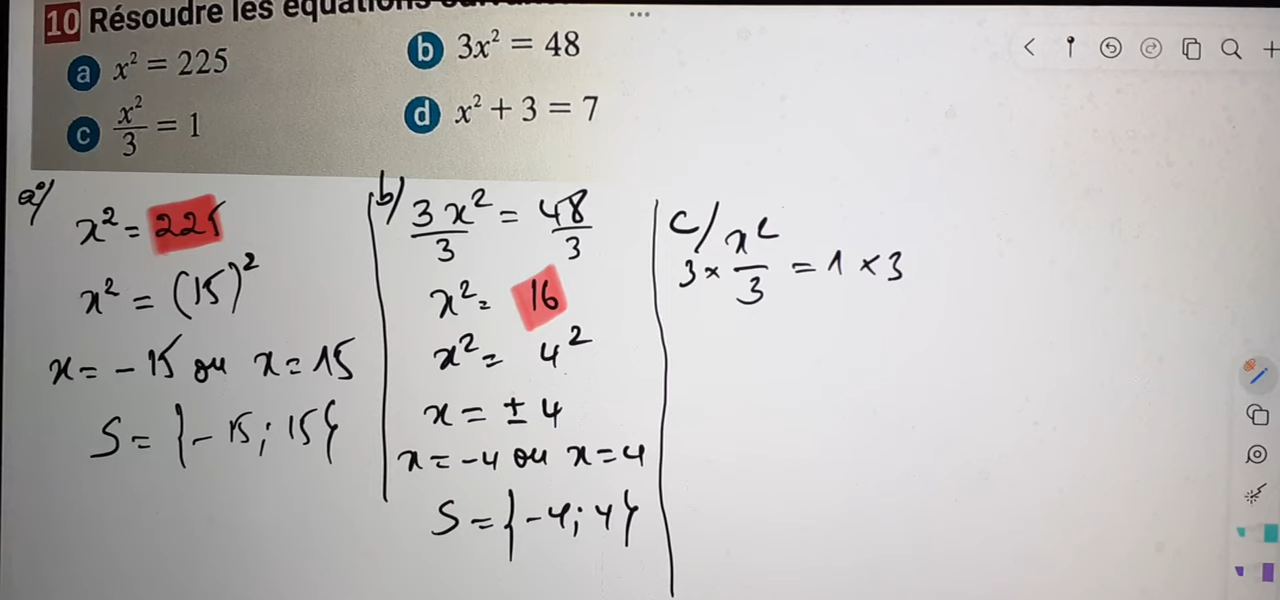 10 Résoudre les équations
a x² = 225
b 3x² = 48
c x²/3 = 1
d x² + 3 = 7
a/
x² = 225
x² = (15)²
x = -15 ou x = 15
S = {-15; 15}
b/ 3x²/3 = 48/3
x² = 16
x² = 4²
x = ± 4
x = -4 ou x = 4
S = {-4; 4}
c/
3 × x²/3 = 1 × 3